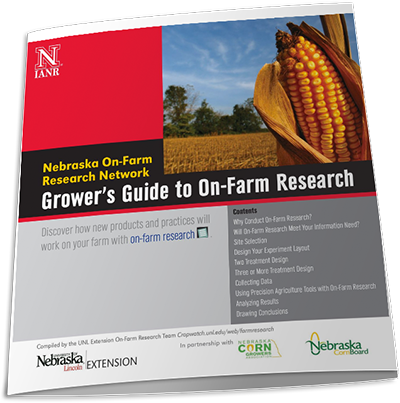 N
IANR
Nebraska On-Farm
Research Network
Grower's Guide to On-Farm Research
Discover how new products and practices will
work on your farm with on-farm research
Contents
Why Conduct On-Farm Research?
Will On-Farm Research Meet Your Information Need?
Site Selection
Design Your Experiment Layout
Two Treatment Design
Three or More Treatment Design
Collecting Data
Using Precision Agriculture Tools with On-Farm Research
Analyzing Results
Drawing Conclusions
Compiled by the UNL Extension On-Farm Research Team Cropwatch.unl.edu/web/farmresearch
UNIVERSITY OF
Nebraska
Lincoln
EXTENSION
In partnership with
NEBRASKA
CORN
GROWERS
ASSOCIATION
Nebraska
Corn Board